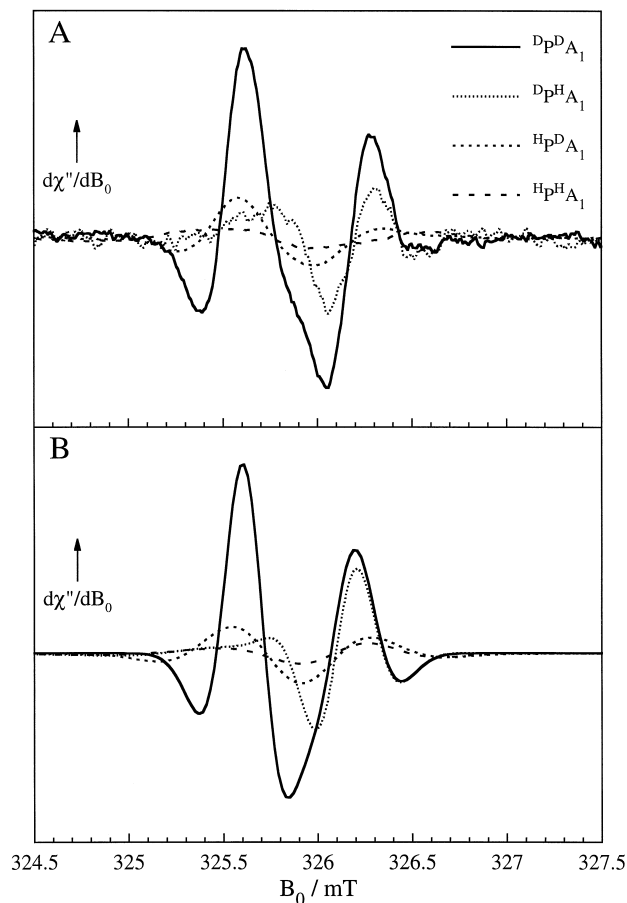 A
ᴰPᴰA₁
ᴰPᴴA₁
ᴴPᴰA₁
ᴴPᴴA₁
dχ"/dB₀
B
dχ"/dB₀
324.5 325 325.5 326 326.5 327 327.5
B₀ / mT